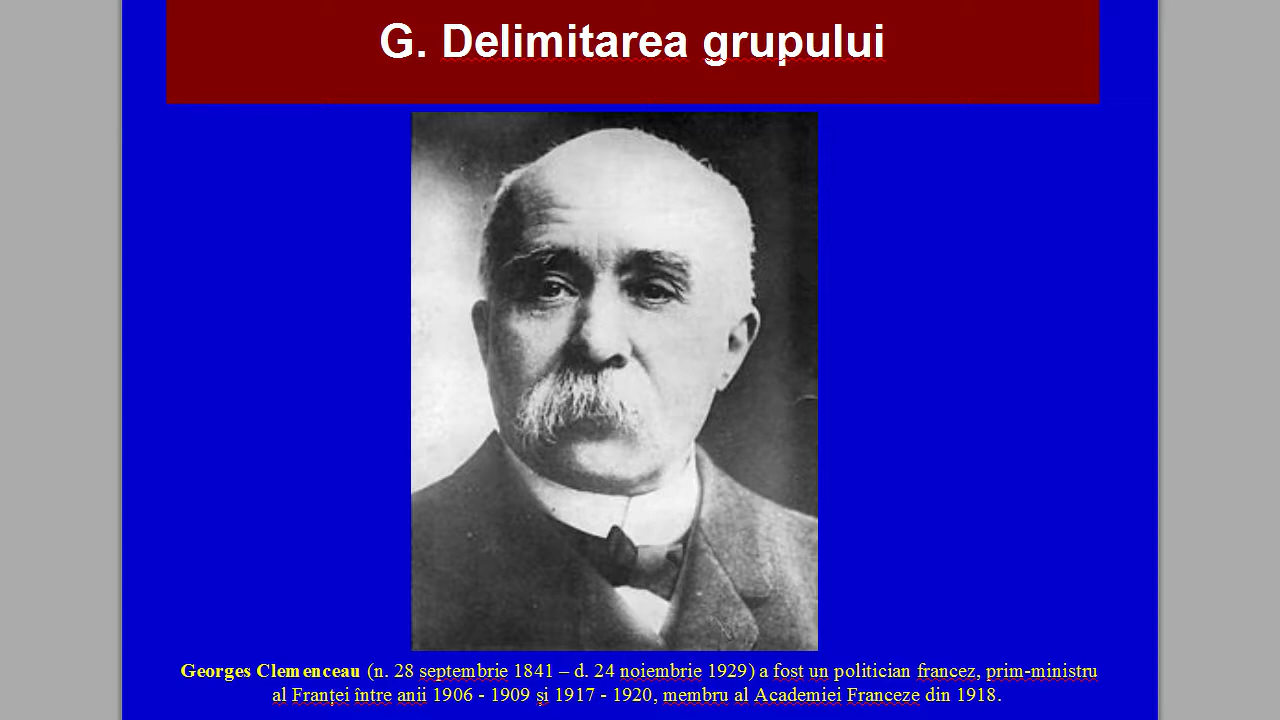 G. Delimitarea grupului
Georges Clemenceau (n. 28 septembrie 1841 – d. 24 noiembrie 1929) a fost un politician francez, prim-ministru
al Franței între anii 1906 - 1909 și 1917 - 1920, membru al Academiei Franceze din 1918.